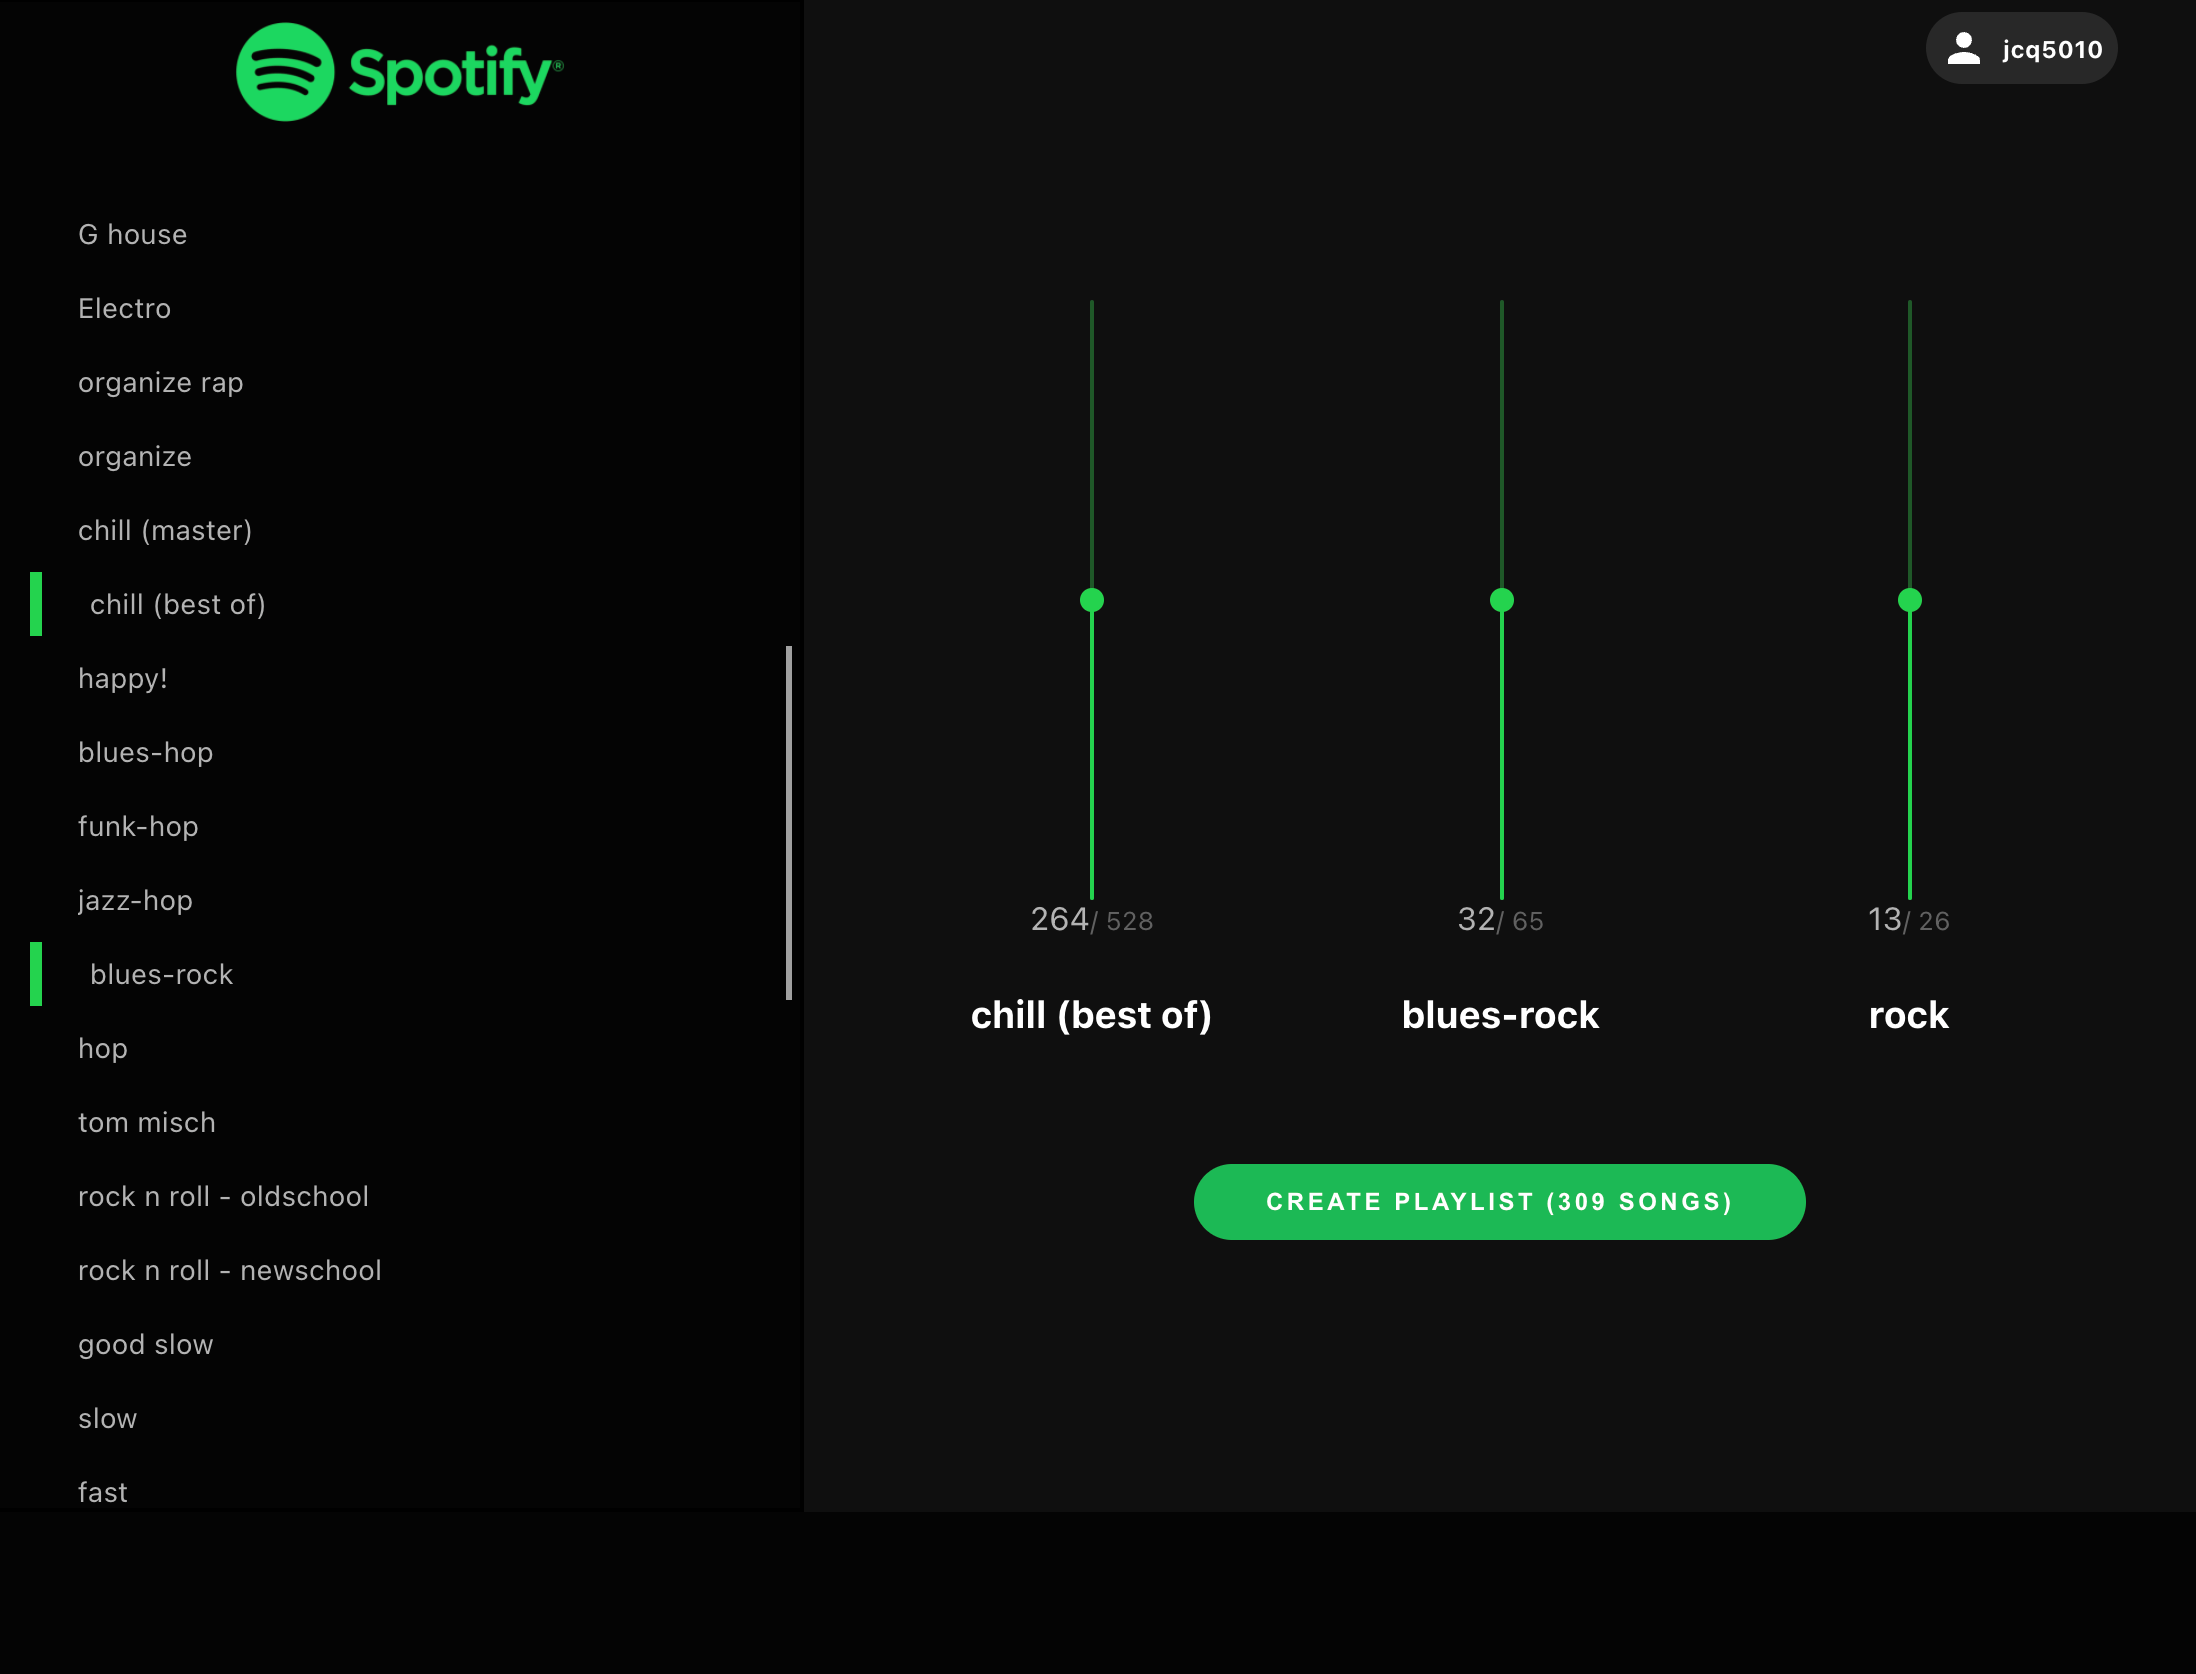 Spotify®
jcq5010
G house
Electro
organize rap
organize
chill (master)
chill (best of)
happy!
blues-hop
funk-hop
jazz-hop
blues-rock
hop
tom misch
rock n roll - oldschool
rock n roll - newschool
good slow
slow
fast
264/ 528
32/ 65
13/ 26
chill (best of)
blues-rock
rock
CREATE PLAYLIST (309 SONGS)